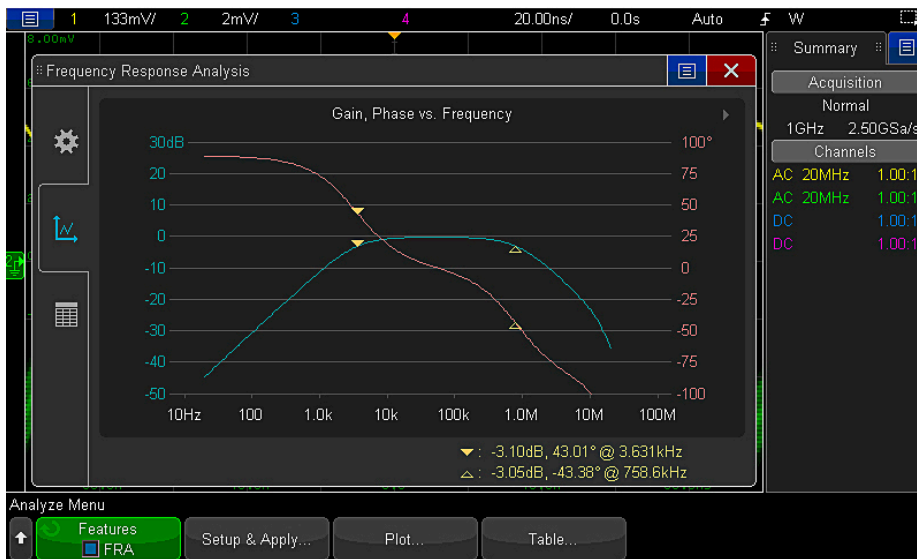 1 133mV/ 2 2mV/ 3 4 20.00ns/ 0.0s Auto W
8.00mV
Summary
Frequency Response Analysis
Acquisition
Normal
1GHz 2.50GSa/s
Channels
AC 20MHz 1.00:1
AC 20MHz 1.00:1
DC 1.00:1
DC 1.00:1
Gain, Phase vs. Frequency
30dB 100°
20 75
10 50
0 25
-10 0
-20 -25
-30 -50
-40 -75
-50 -100
10Hz 100 1.0k 10k 100k 1.0M 10M 100M
: -3.10dB, 43.01° @ 3.631kHz
: -3.05dB, -43.38° @ 758.6kHz
Analyze Menu
Features
FRA
Setup & Apply...
Plot...
Table...